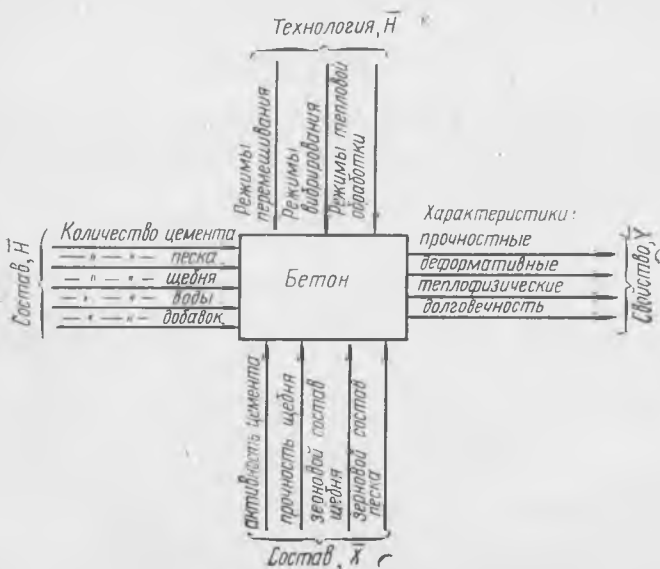 Технология, H̅
Режимы
перемешивания
Режимы
вибрирования
Режимы тепловой
обработки
Состав, H̅
Количество цемента
— " — " — песка
— " — " — щебня
— " — " — воды
— " — " — добавок
Бетон
Характеристики:
прочностные
деформативные
теплофизические
долговечность
Свойство, Y̅
активность цемента
прочность щебня
зерновой состав
щебня
зерновой состав
песка
Состав, X̅